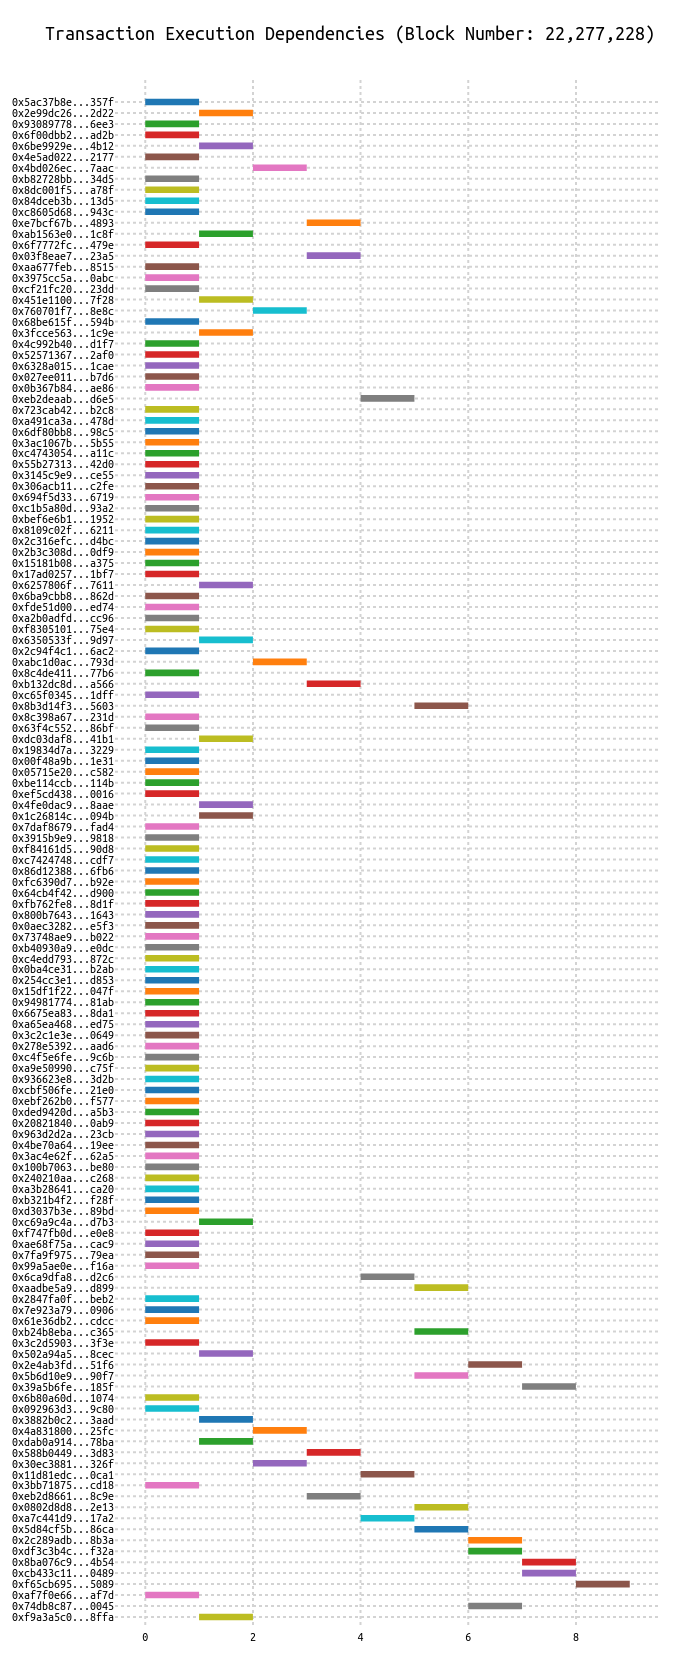 Transaction Execution Dependencies (Block Number: 22,277,228)
0x5ac37b8e...357f
0x2e99dc26...2d22
0x93089778...6ee3
0x6f00dbb2...ad2b
0x6be9929e...4b12
0x4e5ad022...2177
0x4bd026ec...7aac
0xb82728bb...34d5
0x8dc001f5...a78f
0x84dceb3b...13d5
0xc8605d68...943c
0xe7bcf67b...4893
0xab1563e0...1c8f
0x6f7772fc...479e
0x03f8eae7...23a5
0xaa677feb...8515
0x3975cc5a...0abc
0xcf21fc20...23dd
0x451e1100...7f28
0x760701f7...8e8c
0x68be615f...594b
0x3fcce563...1c9e
0x4c992b40...d1f7
0x52571367...2af0
0x6328a015...1cae
0x027ee011...b7d6
0x0b367b84...ae86
0xeb2deaab...d6e5
0x723cab42...b2c8
0xa491ca3a...478d
0x6df80bb8...98c5
0x3ac1067b...5b55
0xc4743054...a11c
0x55b27313...42d0
0x3145c9e9...ce55
0x306acb11...c2fe
0x694f5d33...6719
0xc1b5a80d...93a2
0xbef6e6b1...1952
0x8109c02f...6211
0x2c316efc...d4bc
0x2b3c308d...0df9
0x15181b08...a375
0x17ad0257...1bf7
0x6257806f...7611
0x6ba9cbb8...862d
0xfde51d00...ed74
0xa2b0adfd...cc96
0xf8305101...75e4
0x6350533f...9d97
0x2c94f4c1...6ac2
0xabc1d0ac...793d
0x8c4de411...77b6
0xb132dc8d...a566
0xc65f0345...1dff
0x8b3d14f3...5603
0x8c398a67...231d
0x63f4c552...86bf
0xdc03daf8...41b1
0x19834d7a...3229
0x00f48a9b...1e31
0x05715e20...c582
0xbe114ccb...114b
0xef5cd438...0016
0x4fe0dac9...8aae
0x1c26814c...094b
0x7daf8679...fad4
0x3915b9e9...9818
0xf84161d5...90d8
0xc7424748...cdf7
0x86d12388...6fb6
0xfc6390d7...b92e
0x64cb4f42...d900
0xfb762fe8...8d1f
0x800b7643...1643
0x0aec3282...e5f3
0x73748ae9...b022
0xb40930a9...e0dc
0xc4edd793...872c
0x0ba4ce31...b2ab
0x254cc3e1...d853
0x15df1f22...047f
0x94981774...81ab
0x6675ea83...8da1
0xa65ea468...ed75
0x3c2c1e3e...0649
0x278e5392...aad6
0xc4f5e6fe...9c6b
0xa9e50990...c75f
0x936623e8...3d2b
0xcbf506fe...21e0
0xebf262b0...f577
0xded9420d...a5b3
0x20821840...0ab9
0x963d2d2a...23cb
0x4be70a64...19ee
0x3ac4e62f...62a5
0x100b7063...be80
0x240210aa...c268
0xa3b28641...ca20
0xb321b4f2...f28f
0xd3037b3e...89bd
0xc69a9c4a...d7b3
0xf747fb0d...e0e8
0xae68f75a...cac9
0x7fa9f975...79ea
0x99a5ae0e...f16a
0x6ca9dfa8...d2c6
0xaadbe5a9...d899
0x2847fa0f...beb2
0x7e923a79...0906
0x61e36db2...cdcc
0xb24b8eba...c365
0x3c2d5903...3f3e
0x502a94a5...8cec
0x2e4ab3fd...51f6
0x5b6d10e9...90f7
0x39a5b6fe...185f
0x6b80a60d...1074
0x092963d3...9c80
0x3882b0c2...3aad
0x4a831800...25fc
0xdab0a914...78ba
0x588b0449...3d83
0x30ec3881...326f
0x11d81edc...0ca1
0x3bb71875...cd18
0xeb2d8661...8c9e
0x0802d8d8...2e13
0xa7c441d9...17a2
0x5d84cf5b...86ca
0x2c289adb...8b3a
0xdf3c3b4c...f32a
0x8ba076c9...4b54
0xcb433c11...0489
0xf65cb695...5089
0xaf7f0e66...af7d
0x74db8c87...0045
0xf9a3a5c0...8ffa
0 2 4 6 8